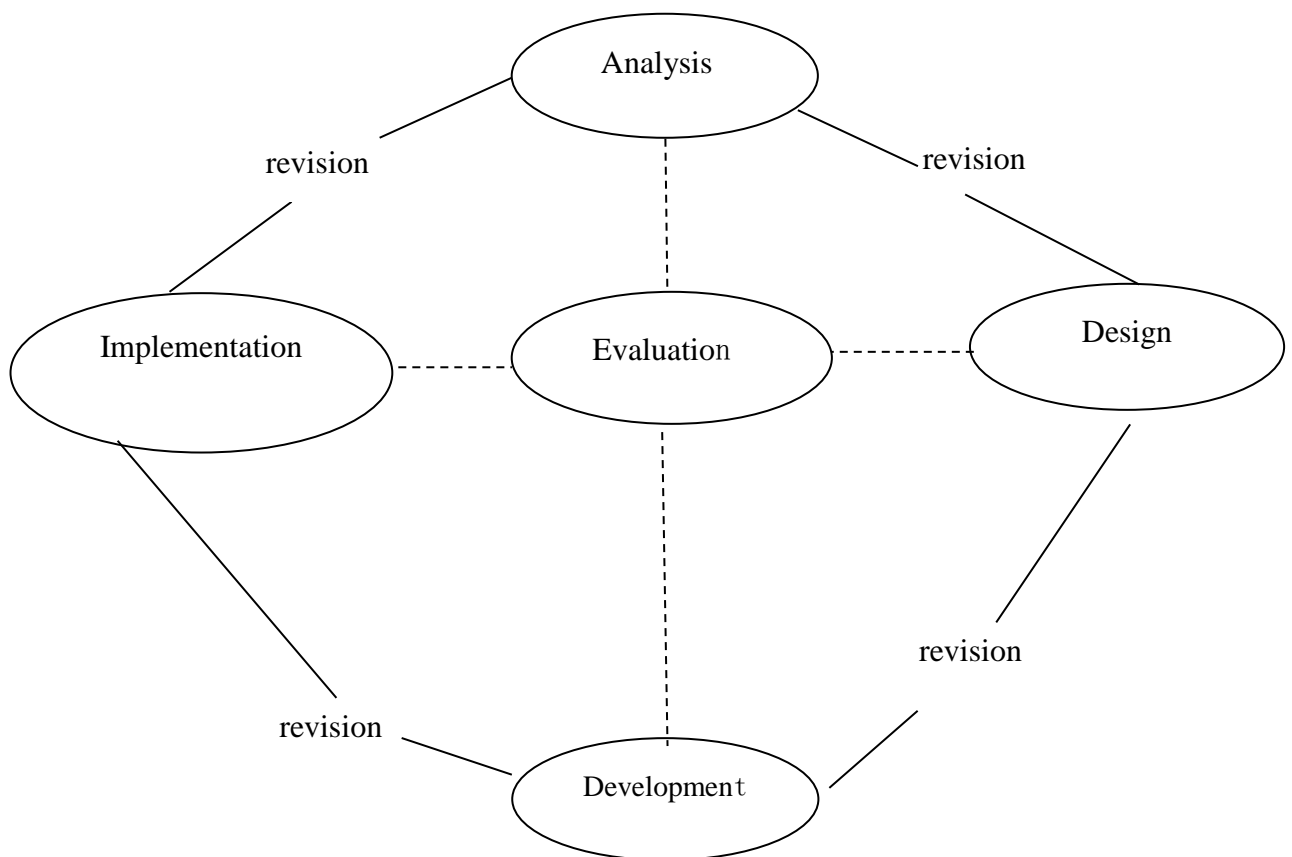 Analysis
revision
revision
Implementation
Evaluation
Design
revision
revision
Development